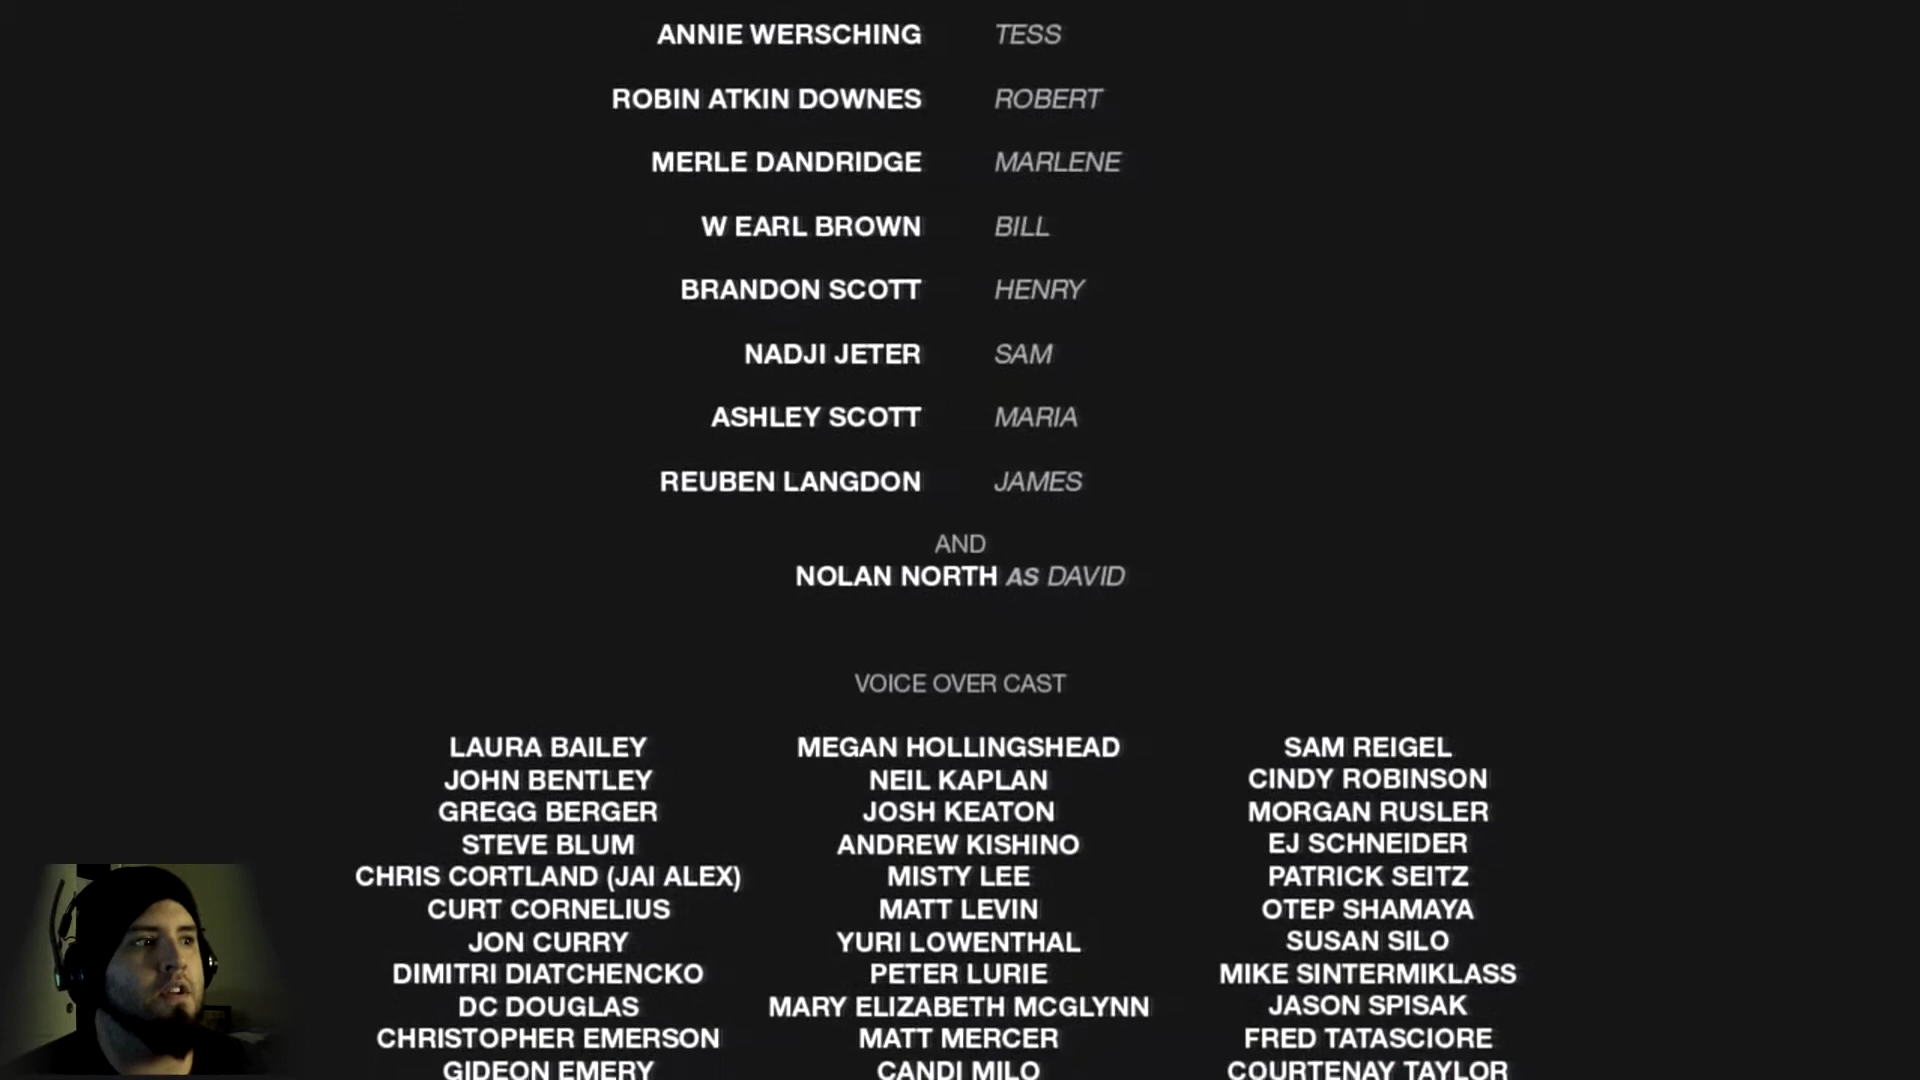 ANNIE WERSCHING TESS
ROBIN ATKIN DOWNES ROBERT
MERLE DANDRIDGE MARLENE
W EARL BROWN BILL
BRANDON SCOTT HENRY
NADJI JETER SAM
ASHLEY SCOTT MARIA
REUBEN LANGDON JAMES
AND
NOLAN NORTH AS DAVID
VOICE OVER CAST
LAURA BAILEY MEGAN HOLLINGSHEAD SAM REIGEL
JOHN BENTLEY NEIL KAPLAN CINDY ROBINSON
GREGG BERGER JOSH KEATON MORGAN RUSLER
STEVE BLUM ANDREW KISHINO EJ SCHNEIDER
CHRIS CORTLAND (JAI ALEX) MISTY LEE PATRICK SEITZ
CURT CORNELIUS MATT LEVIN OTEP SHAMAYA
JON CURRY YURI LOWENTHAL SUSAN SILO
DIMITRI DIATCHENCKO PETER LURIE MIKE SINTERMIKLASS
DC DOUGLAS MARY ELIZABETH MCGLYNN JASON SPISAK
CHRISTOPHER EMERSON MATT MERCER FRED TATASCIORE
GIDEON EMERY CANDI MILO COURTENAY TAYLOR